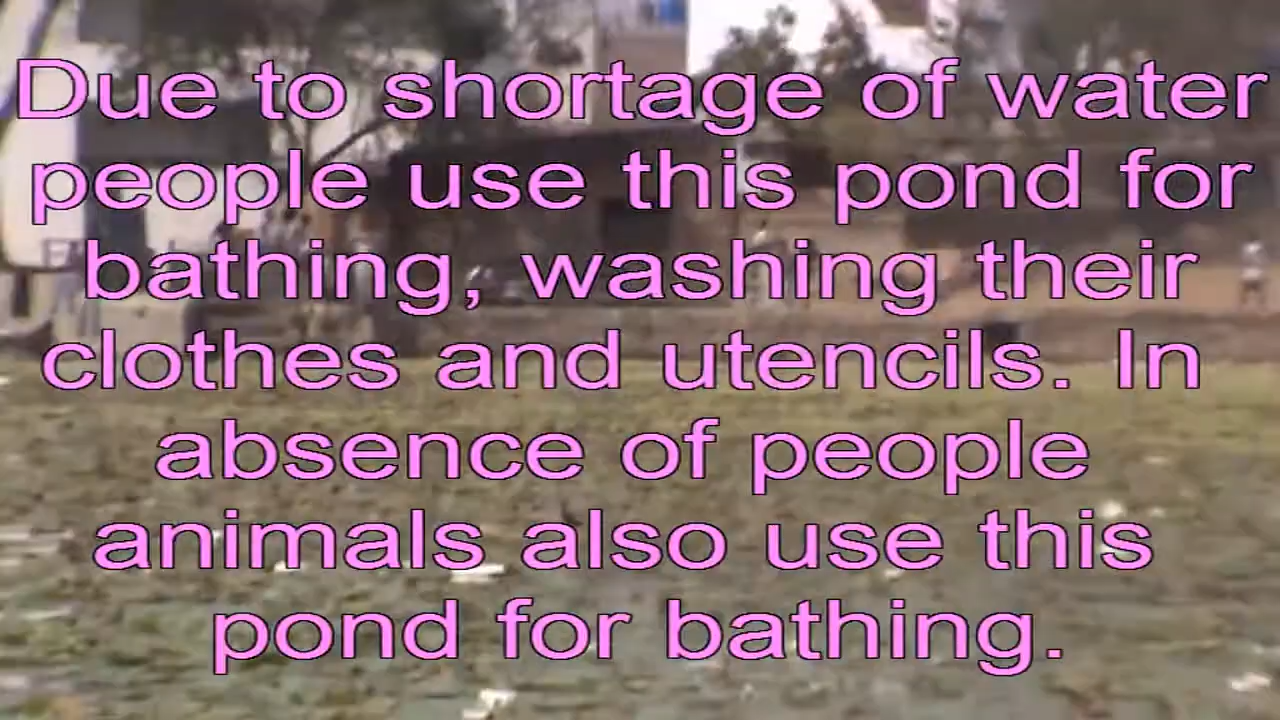 Due to shortage of water
people use this pond for
bathing, washing their
clothes and utencils. In
absence of people
animals also use this
pond for bathing.